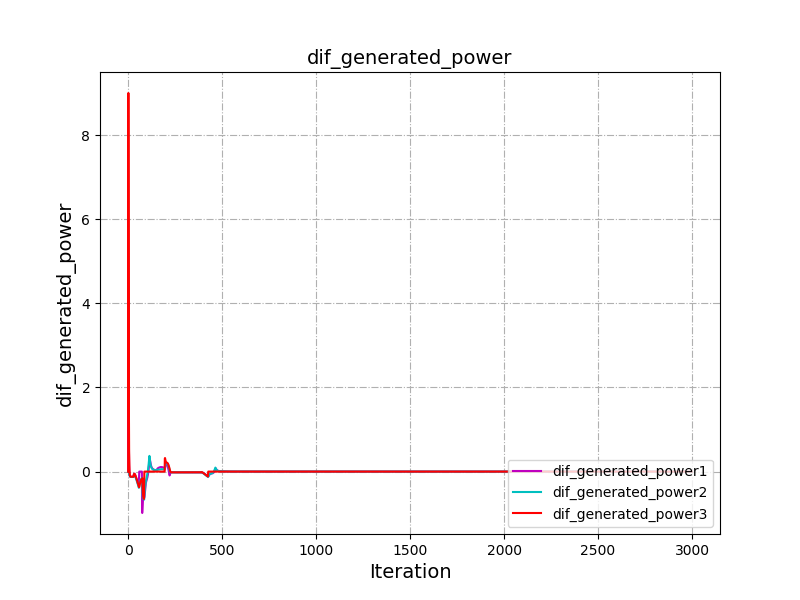 dif_generated_power
dif_generated_power
8
6
4
2
0
0
500
1000
1500
2000
2500
3000
Iteration
dif_generated_power1
dif_generated_power2
dif_generated_power3